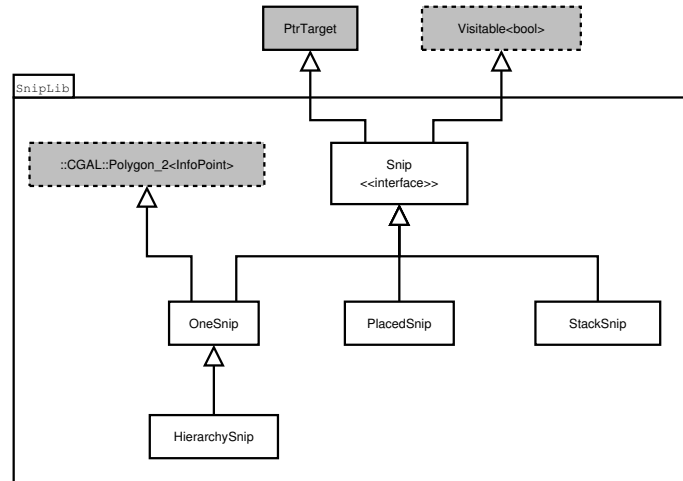 PtrTarget
Visitable<bool>
SnipLib
::CGAL::Polygon_2<InfoPoint>
Snip
<<interface>>
OneSnip
PlacedSnip
StackSnip
HierarchySnip